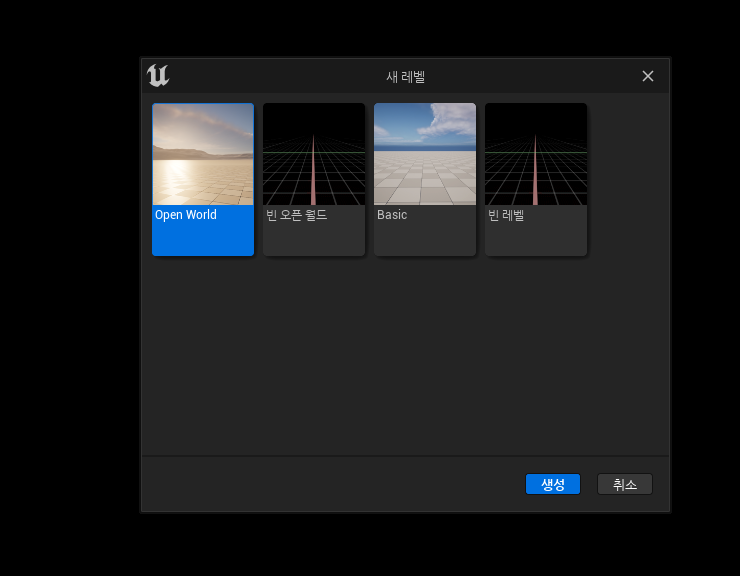 새 레벨
Open World
빈 오픈 월드
Basic
빈 레벨
생성
취소